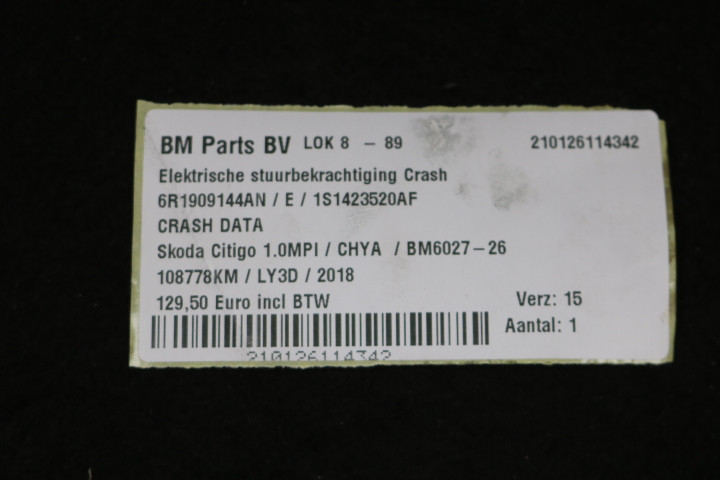 BM Parts BV LOK 8 - 89 210126114342
Elektrische stuurbekrachtiging Crash
6R1909144AN / E / 1S1423520AF
CRASH DATA
Skoda Citigo 1.0MPI / CHYA / BM6027-26
108778KM / LY3D / 2018
129,50 Euro incl BTW Verz: 15
Aantal: 1
210126114342